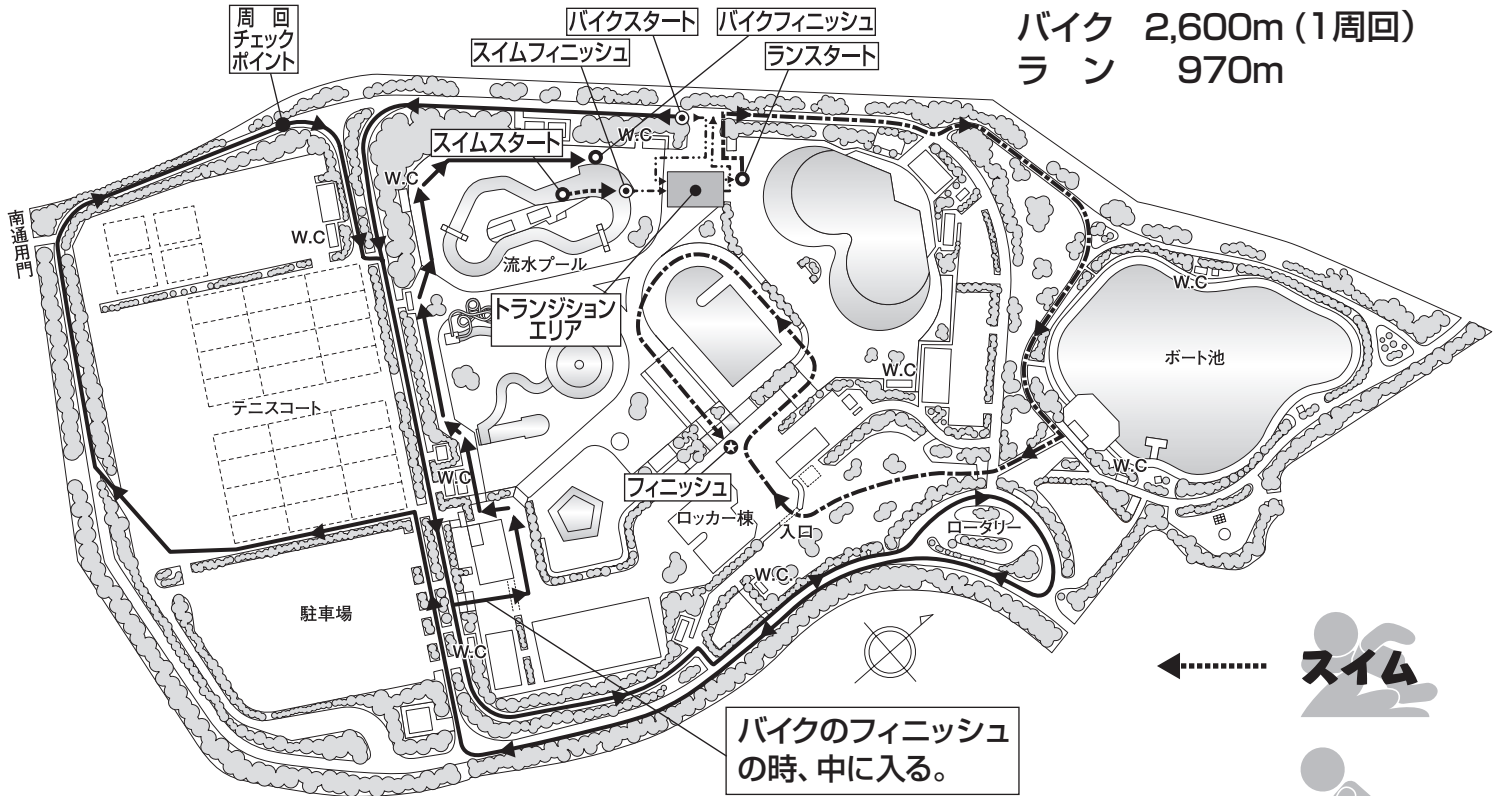 バイク 2,600m (1周回)
ラン 970m
周回
チェック
ポイント
バイクスタート
バイクフィニッシュ
スイムフィニッシュ
ランスタート
スイムスタート
W.C
W.C
W.C
南通用門
流水プール
トランジション
エリア
W.C
ボート池
W.C
テニスコート
W.C
フィニッシュ
W.C
ロッカー棟
入口
ロータリー
W.C.
駐車場
W.C
スイム
バイクのフィニッシュ
の時、中に入る。